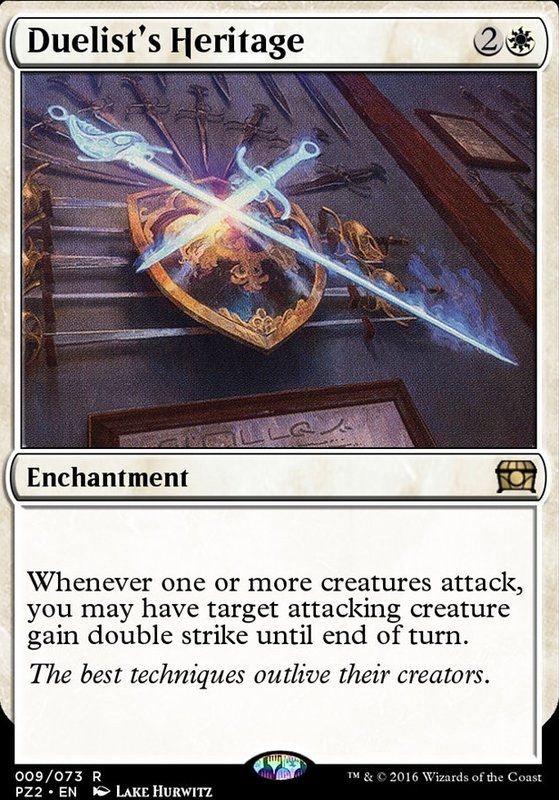 Duelist's Heritage 2
Enchantment
Whenever one or more creatures attack,
you may have target attacking creature
gain double strike until end of turn.
The best techniques outlive their creators.
009/073 R
PZ2 • EN LAKE HURWITZ
™ & © 2016 Wizards of the Coast